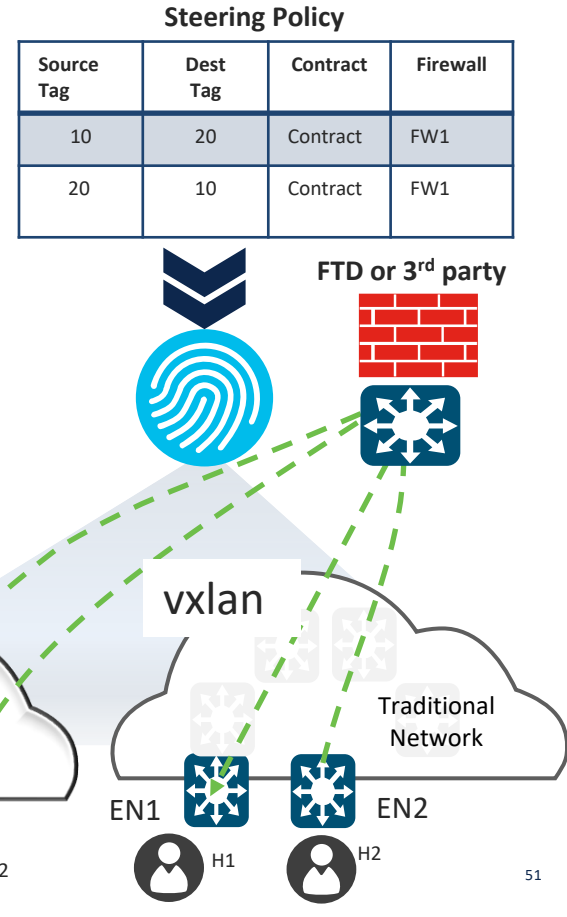 Steering Policy
Source Tag Dest Tag Contract Firewall
10 20 Contract FW1
20 10 Contract FW1
FTD or 3rd party
vxlan
Traditional
Network
EN1
EN2
H1
H2
2
51